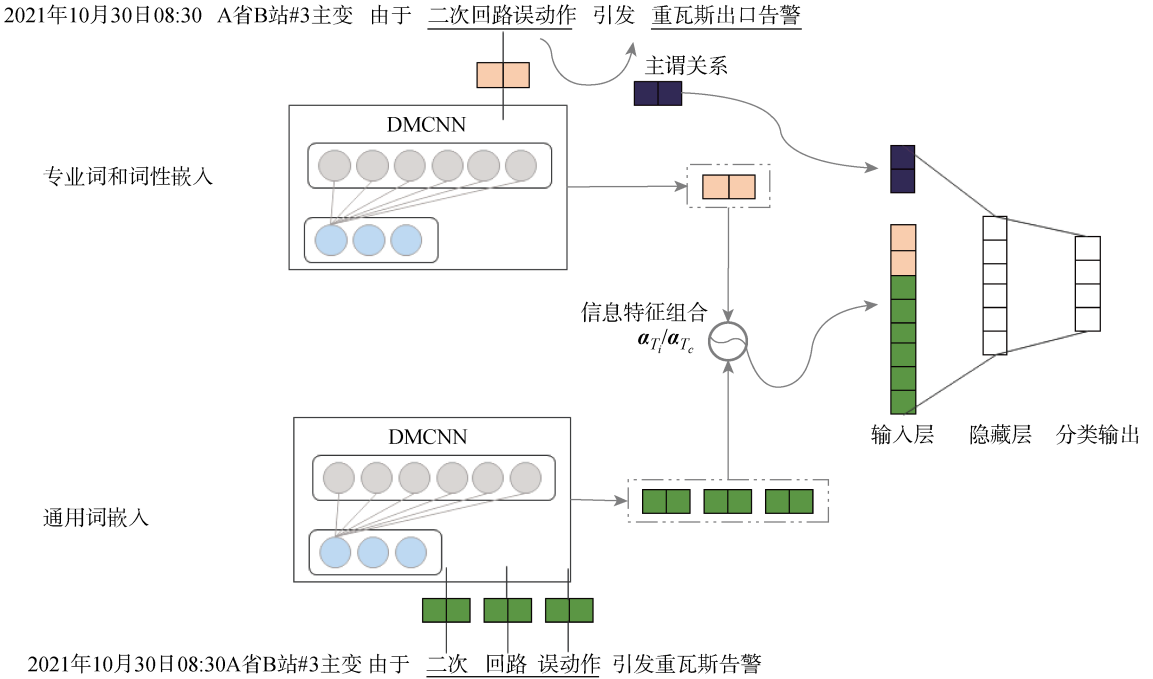 2021年10月30日08:30 A省B站#3主变 由于 二次回路误动作 引发 重瓦斯出口告警
主谓关系
DMCNN
专业词和词性嵌入
信息特征组合
α_{T_i}/α_{T_c}
输入层 隐藏层 分类输出
DMCNN
通用词嵌入
2021年10月30日08:30A省B站#3主变 由于 二次 回路 误动作 引发重瓦斯告警